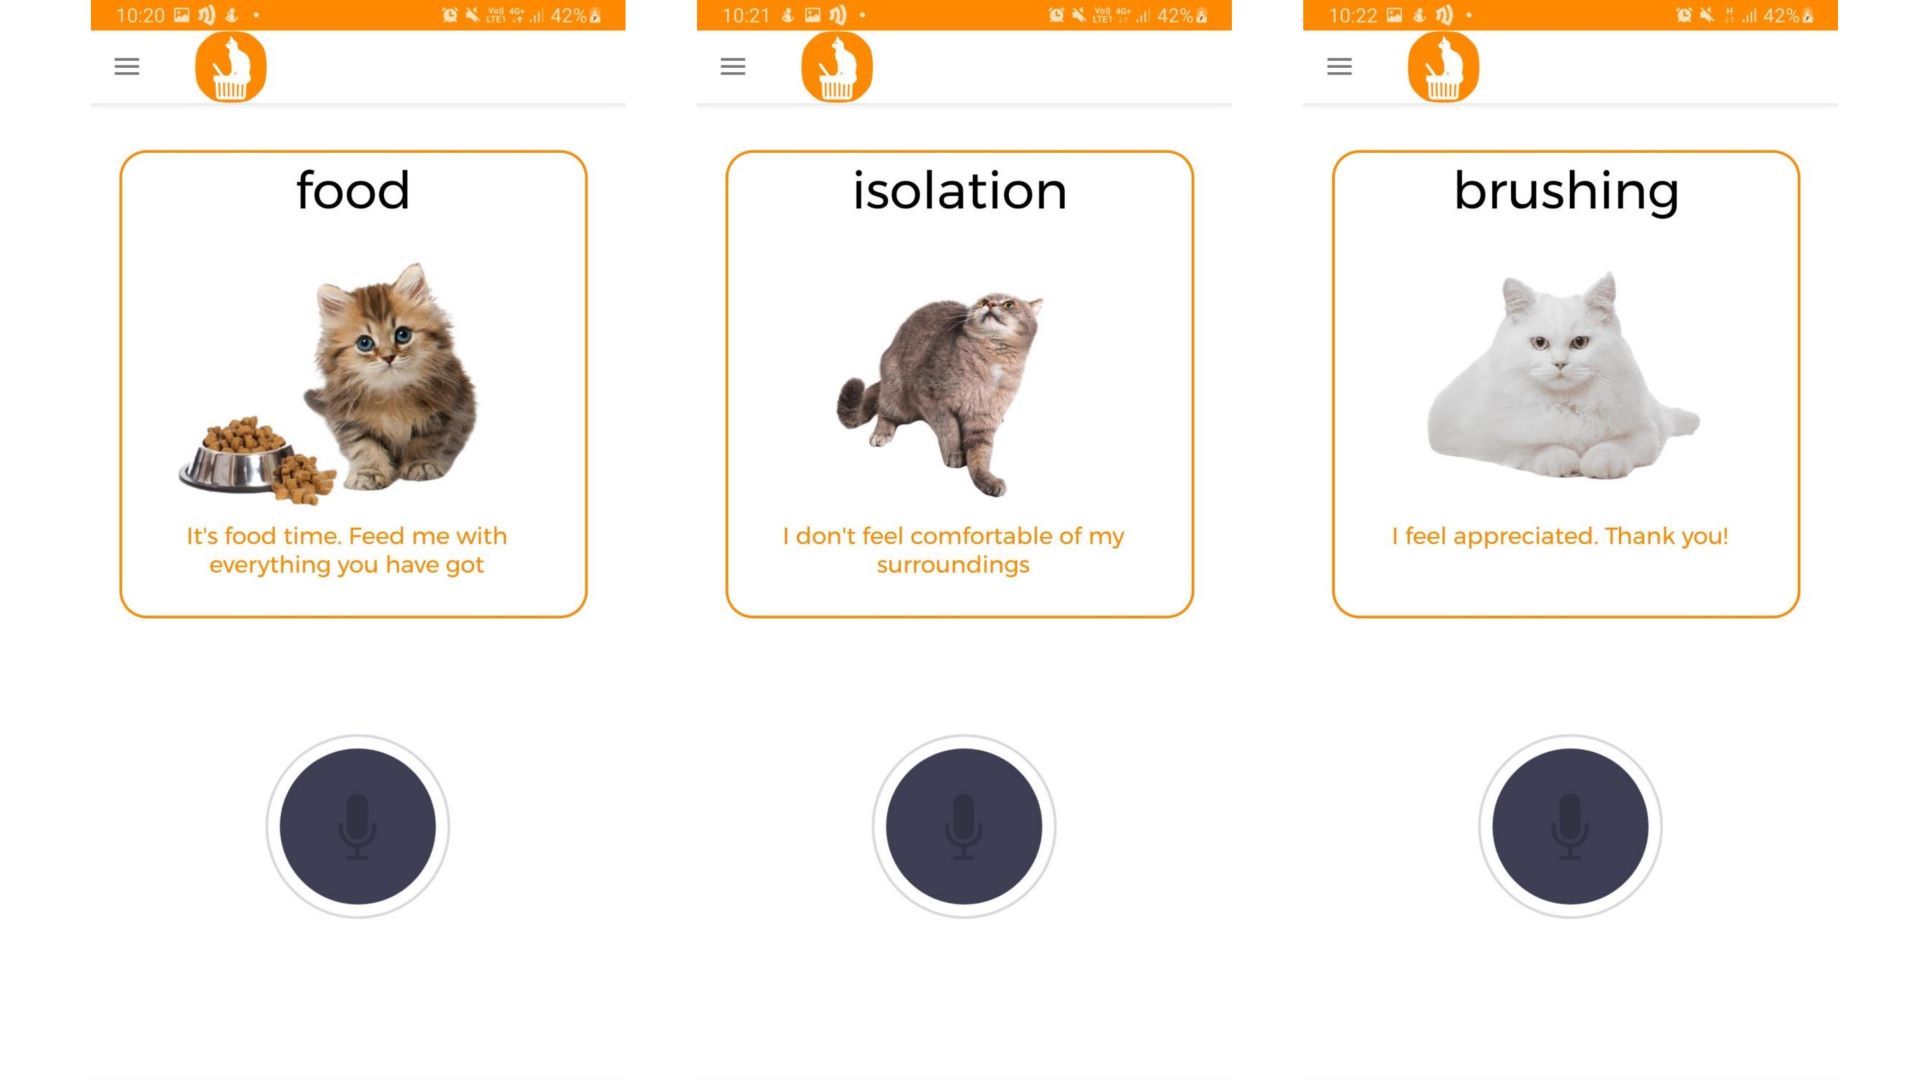 10:20
42%
food
It's food time. Feed me with
everything you have got
10:21
42%
isolation
I don't feel comfortable of my
surroundings
10:22
H
42%
brushing
I feel appreciated. Thank you!